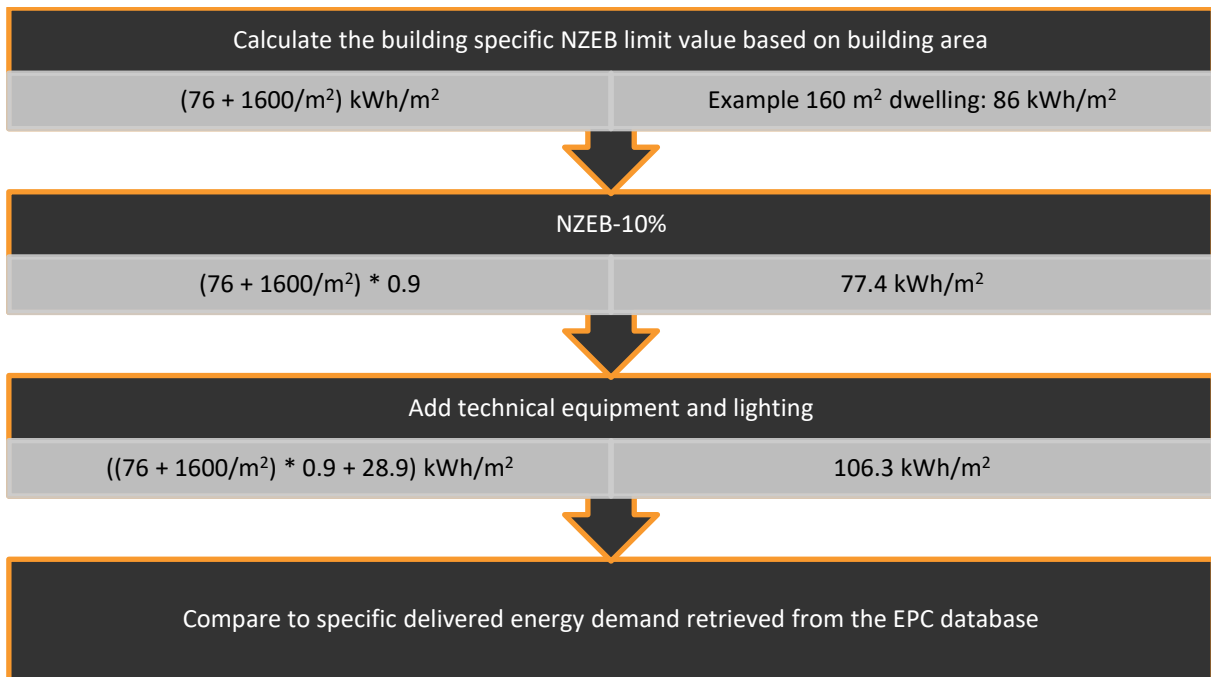 Calculate the building specific NZEB limit value based on building area
(76 + 1600/m²) kWh/m²
Example 160 m² dwelling: 86 kWh/m²
NZEB-10%
(76 + 1600/m²) * 0.9
77.4 kWh/m²
Add technical equipment and lighting
((76 + 1600/m²) * 0.9 + 28.9) kWh/m²
106.3 kWh/m²
Compare to specific delivered energy demand retrieved from the EPC database